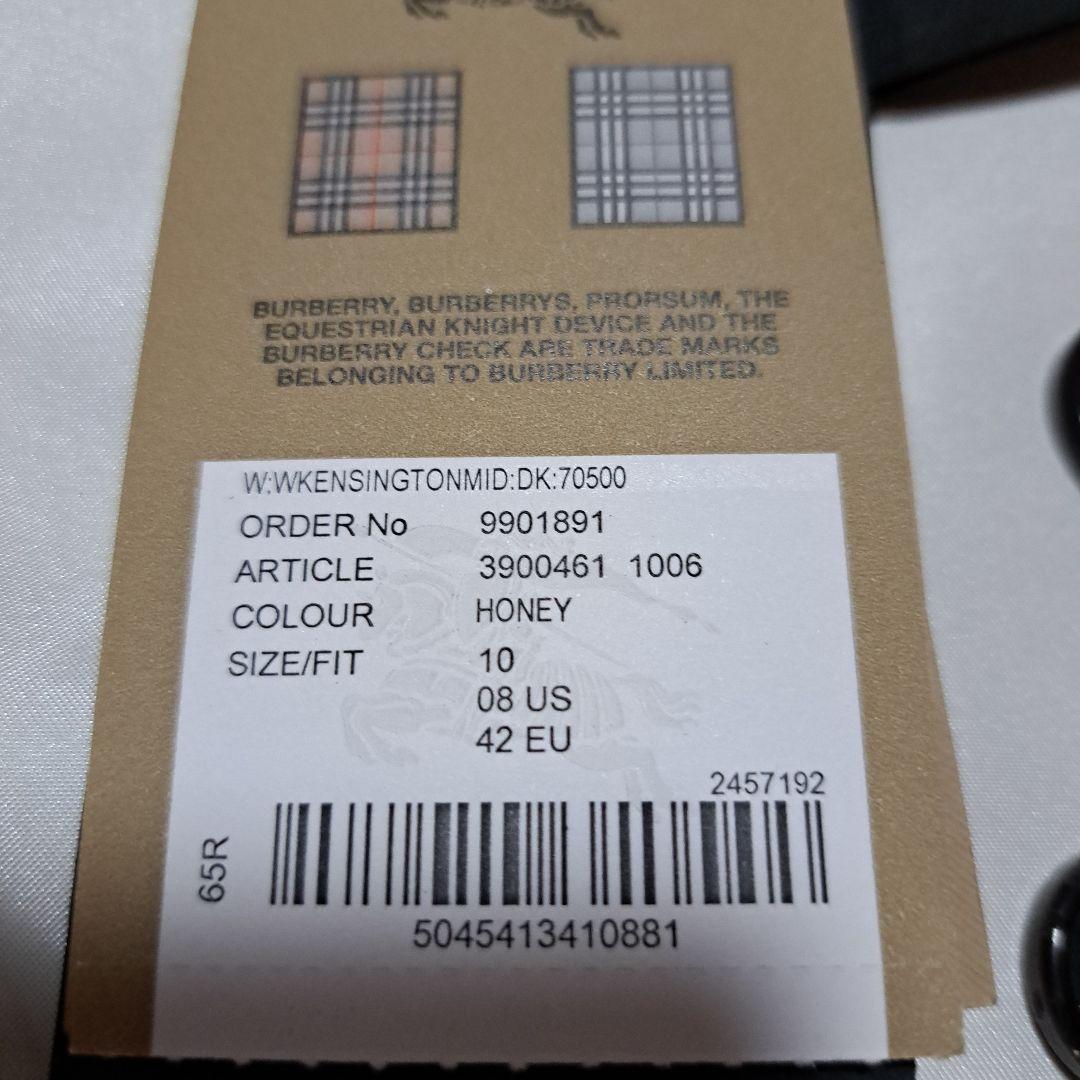 BURBERRY, BURBERRYS, PRORSUM, THE
EQUESTRIAN KNIGHT DEVICE AND THE
BURBERRY CHECK ARE TRADE MARKS
BELONGING TO BURBERRY LIMITED.
W:WKENSINGTONMID:DK:70500
ORDER No 9901891
ARTICLE 3900461 1006
COLOUR HONEY
SIZE/FIT 10
08 US
42 EU
2457192
65R
5045413410881